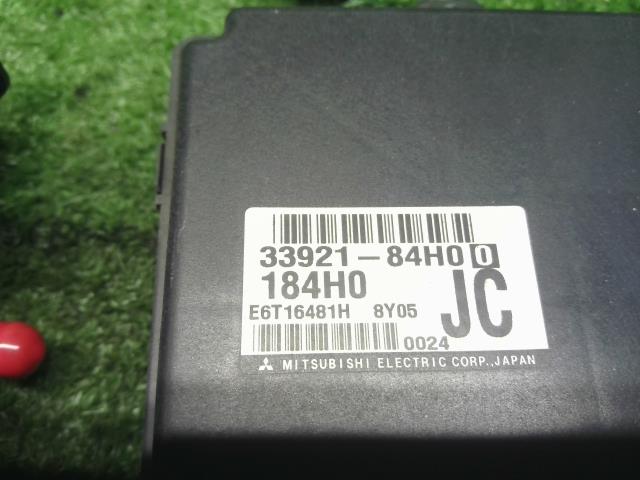 33921-84H0 0
184H0 JC
E6T16481H 8Y05
0024
MITSUBISHI ELECTRIC CORP., JAPAN